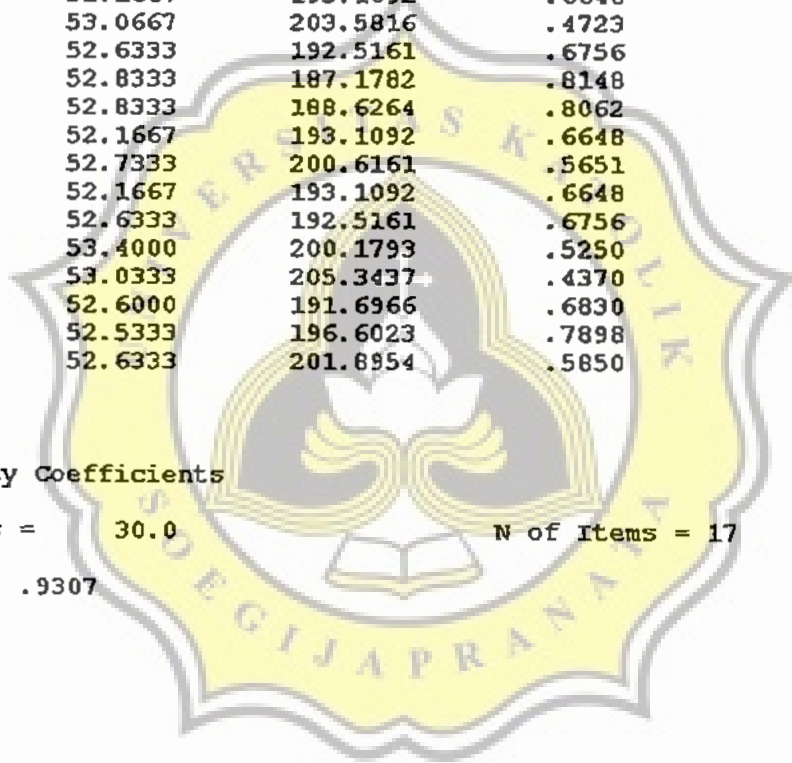 53.0667 203.5816 .4723
52.6333 192.5161 .6756
52.8333 187.1782 .8148
52.8333 188.6264 .8062
52.1667 193.1092 .6648
52.7333 200.6161 .5651
52.1667 193.1092 .6648
52.6333 192.5161 .6756
53.4000 200.1793 .5250
53.0333 205.3437 .4370
52.6000 191.6966 .6830
52.5333 196.6023 .7898
52.6333 201.8954 .5850
y Coefficients
= 30.0 N of Items = 17
.9307
UNIVERSITAS KATOLIK
SOEGIJAPRANATA